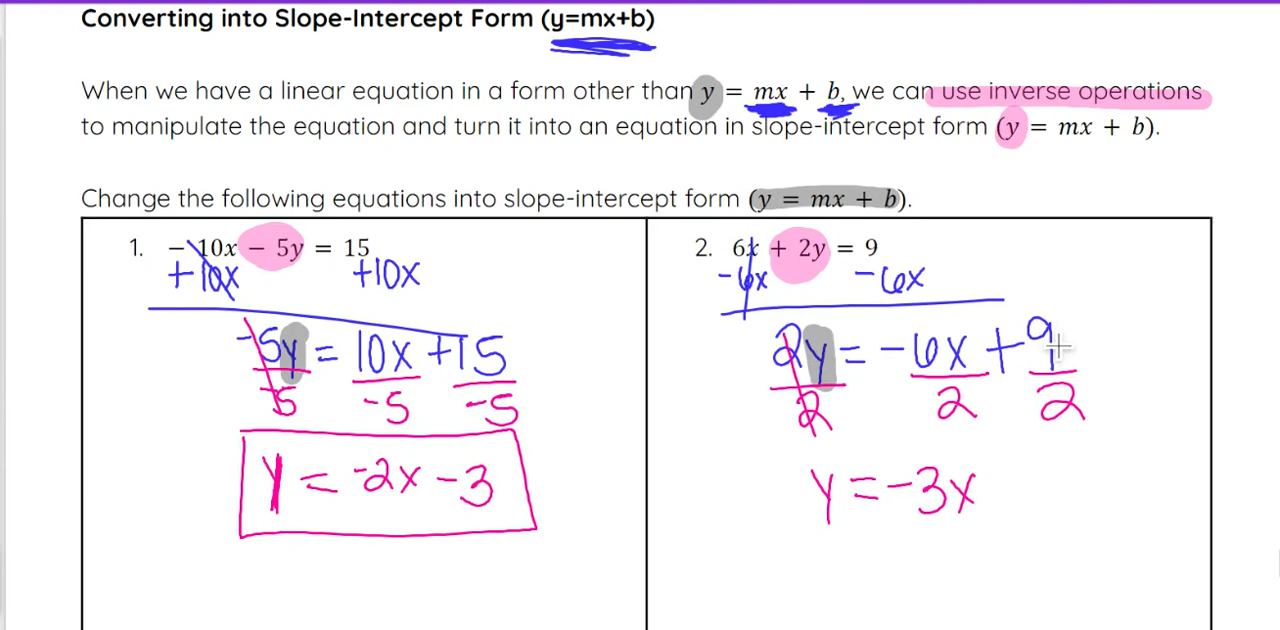 Converting into Slope-Intercept Form (y=mx+b)
When we have a linear equation in a form other than y = mx + b, we can use inverse operations
to manipulate the equation and turn it into an equation in slope-intercept form (y = mx + b).
Change the following equations into slope-intercept form (y = mx + b).
1. − 10x − 5y = 15
+10x +10x
-5y = 10x +15
-5 -5 -5
y = -2x - 3
2. 6x + 2y = 9
-6x -6x
2y = -6x + 9
2 2 2
y = -3x